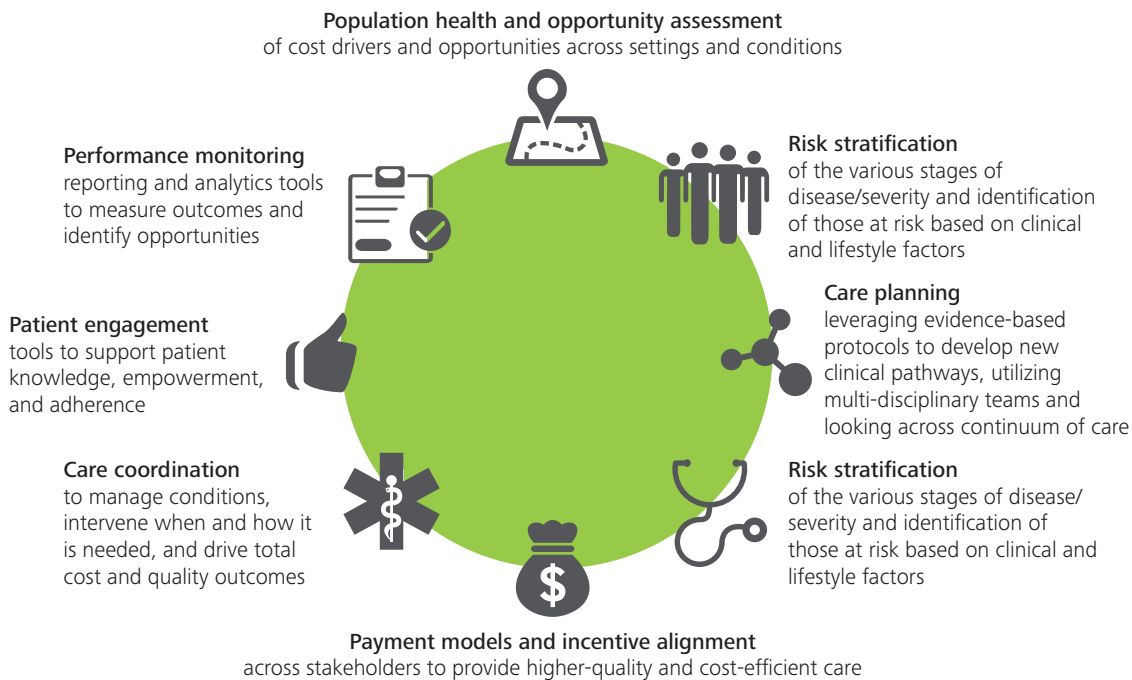 Population health and opportunity assessment
of cost drivers and opportunities across settings and conditions
Risk stratification
of the various stages of
disease/severity and identification
of those at risk based on clinical
and lifestyle factors
Care planning
leveraging evidence-based
protocols to develop new
clinical pathways, utilizing
multi-disciplinary teams and
looking across continuum of care
Risk stratification
of the various stages of disease/
severity and identification of
those at risk based on clinical and
lifestyle factors
Payment models and incentive alignment
across stakeholders to provide higher-quality and cost-efficient care
$
Care coordination
to manage conditions,
intervene when and how it
is needed, and drive total
cost and quality outcomes
Patient engagement
tools to support patient
knowledge, empowerment,
and adherence
Performance monitoring
reporting and analytics tools
to measure outcomes and
identify opportunities